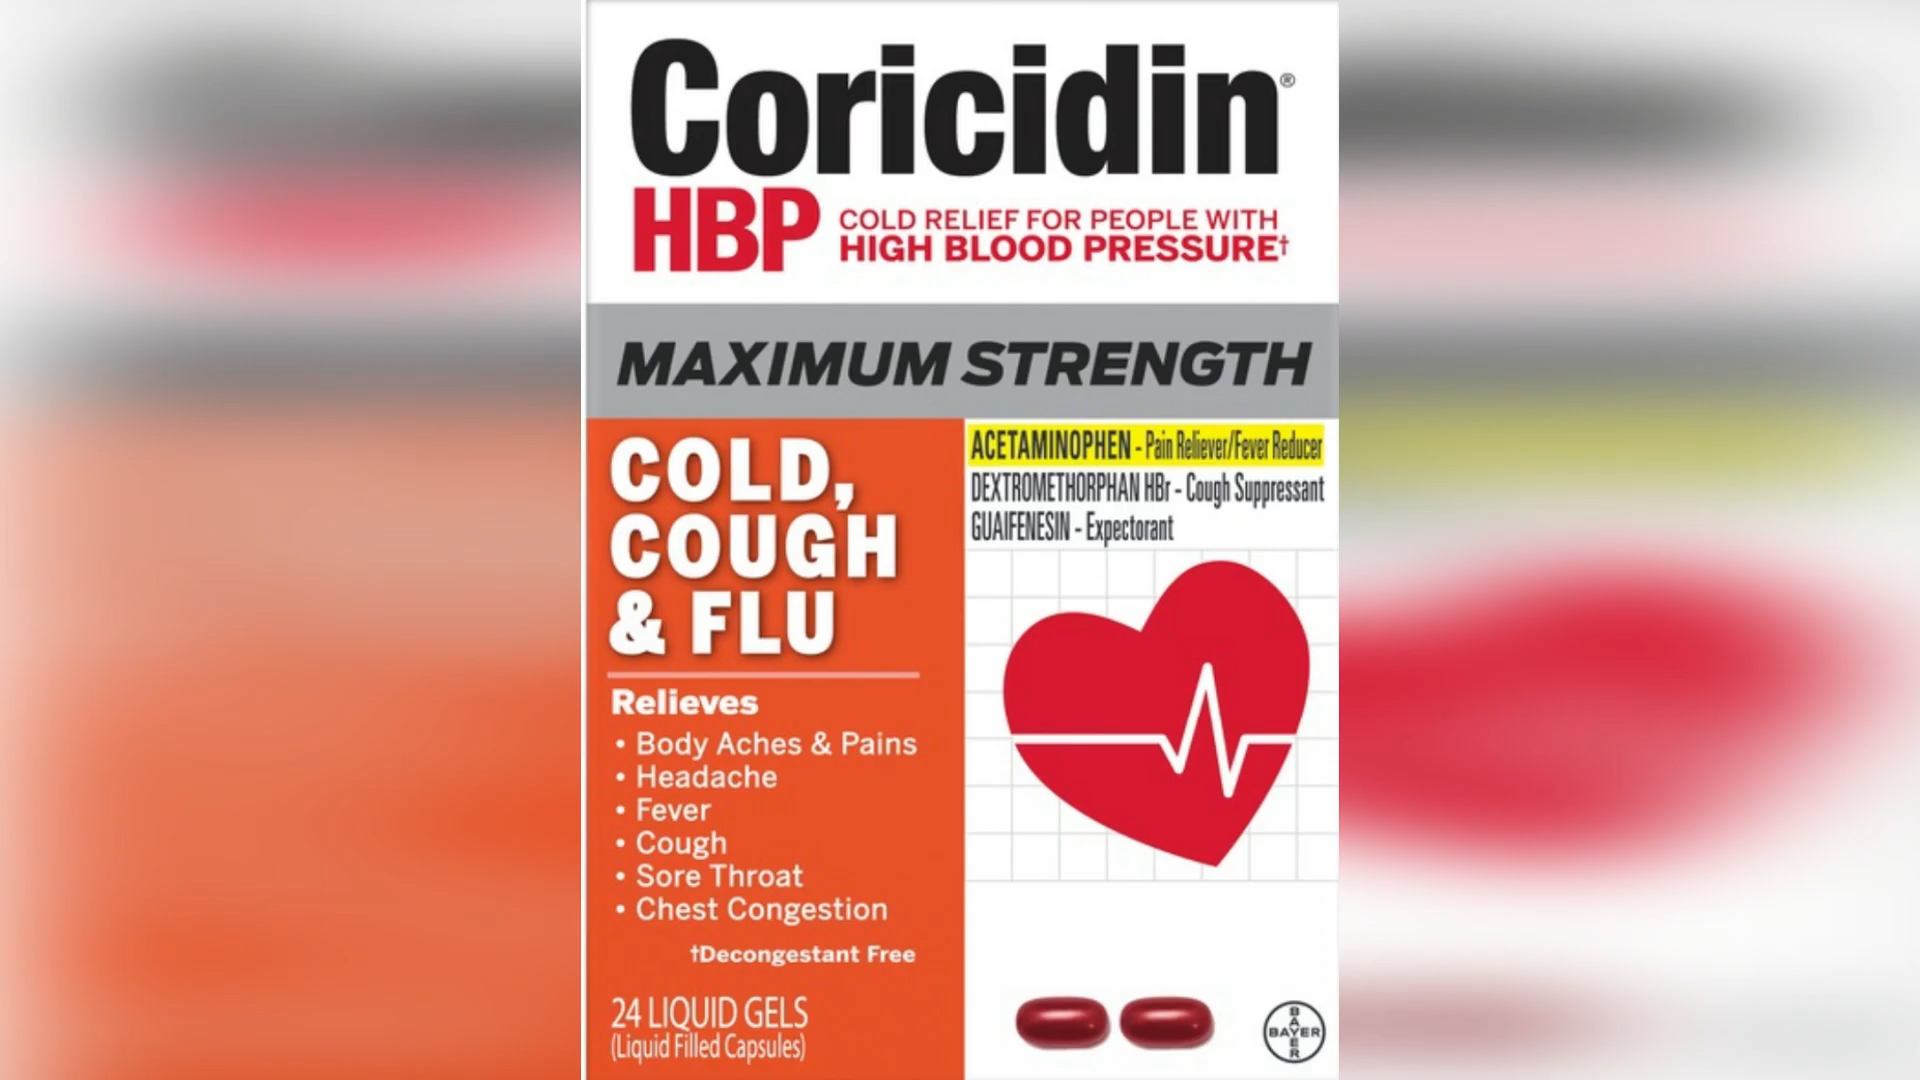 Coricidin®
HBP COLD RELIEF FOR PEOPLE WITH
HIGH BLOOD PRESSURE†
MAXIMUM STRENGTH
COLD,
COUGH
& FLU
Relieves
• Body Aches & Pains
• Headache
• Fever
• Cough
• Sore Throat
• Chest Congestion
†Decongestant Free
24 LIQUID GELS
(Liquid Filled Capsules)
ACETAMINOPHEN - Pain Reliever/Fever Reducer
DEXTROMETHORPHAN HBr - Cough Suppressant
GUAIFENESIN - Expectorant
BAYER
BAYER